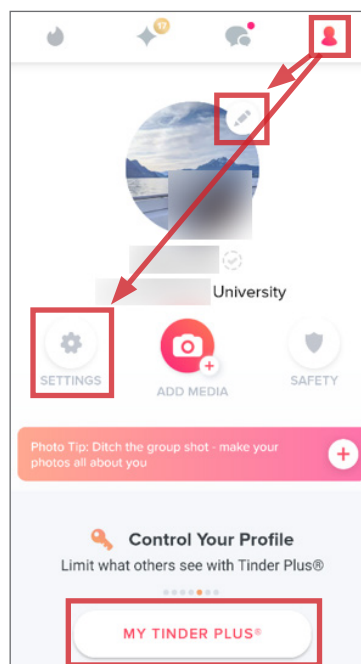 17
University
SETTINGS
ADD MEDIA
SAFETY
Photo Tip: Ditch the group shot - make your
photos all about you
Control Your Profile
Limit what others see with Tinder Plus®
MY TINDER PLUS®